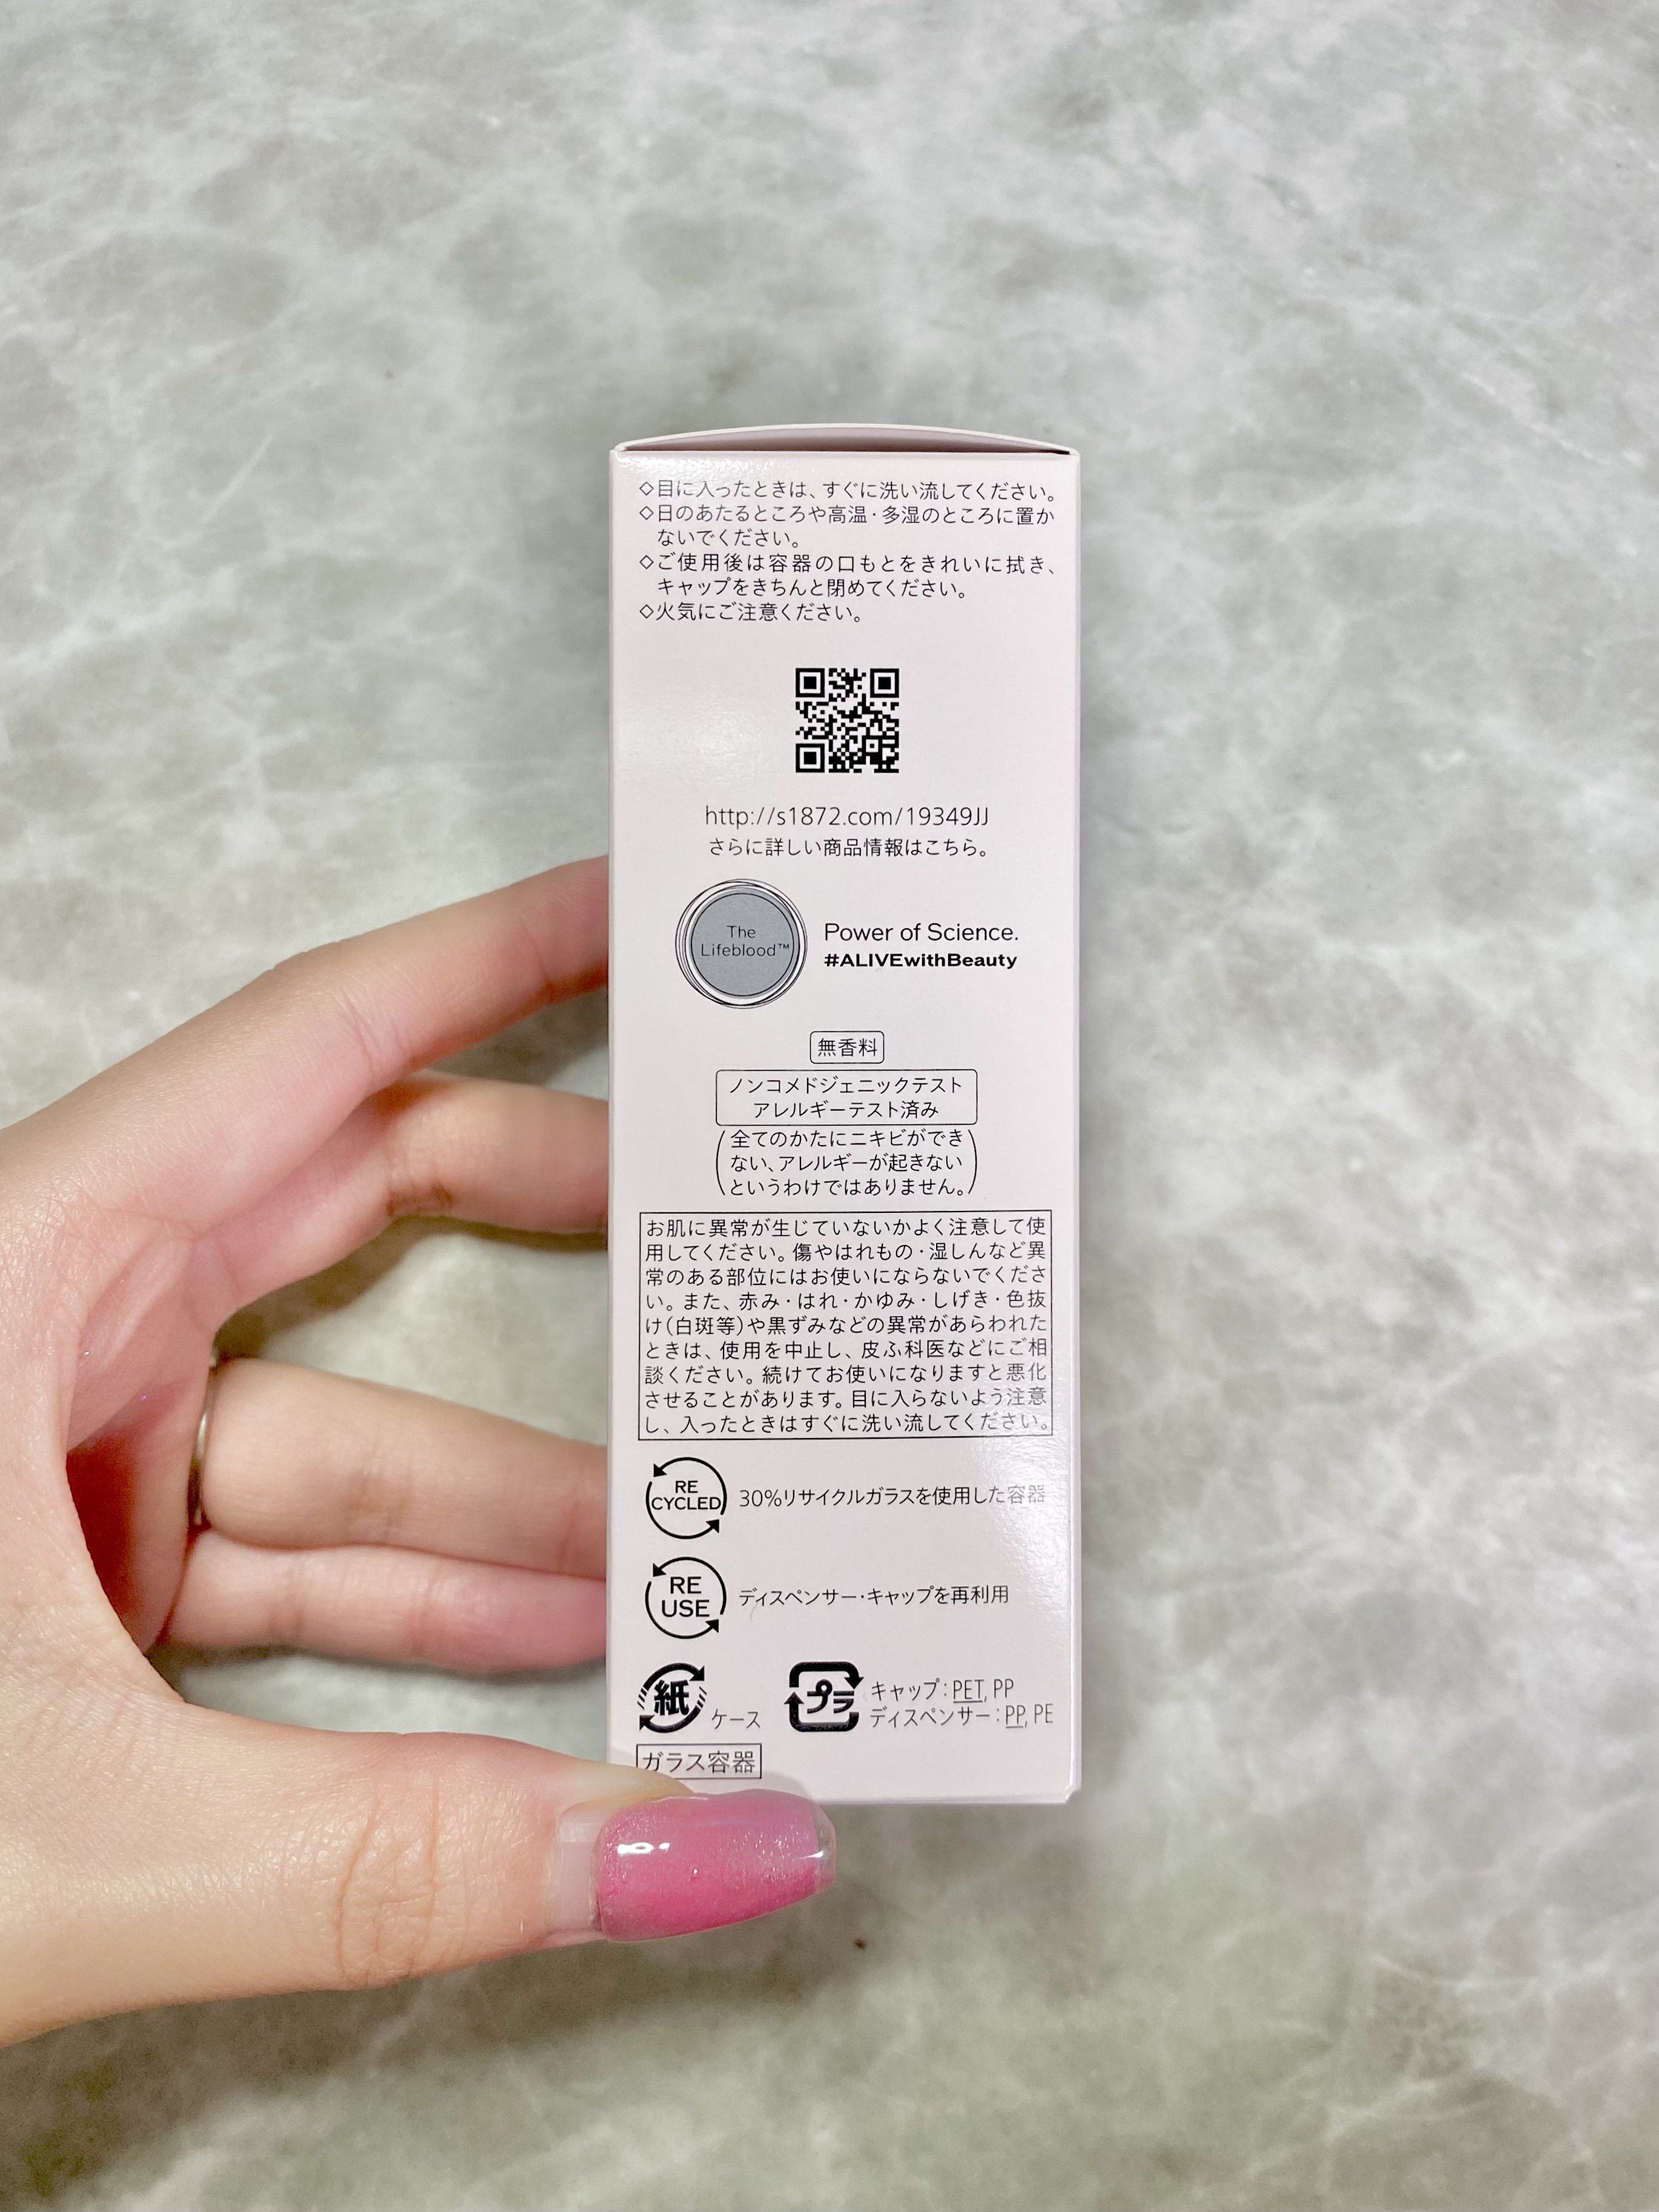 ◇目に入ったときは、すぐに洗い流してください。
◇日のあたるところや高温・多湿のところに置か
ないでください。
◇ご使用後は容器の口もとをきれいに拭き、
キャップをきちんと閉めてください。
◇火気にご注意ください。
http://s1872.com/19349JJ
さらに詳しい商品情報はこちら。
The
Lifeblood™
Power of Science.
#ALIVEwithBeauty
無香料
ノンコメドジェニックテスト
アレルギーテスト済み
(全てのかたにニキビができ
ない、アレルギーが起きない
というわけではありません。)
お肌に異常が生じていないかよく注意して使
用してください。傷やはれもの・湿しんなど異
常のある部位にはお使いにならないでくださ
い。また、赤み・はれ・かゆみ・しげき・色抜
け(白斑等)や黒ずみなどの異常があらわれた
ときは、使用を中止し、皮ふ科医などにご相
談ください。続けてお使いになりますと悪化
させることがあります。目に入らないよう注意
し、入ったときはすぐに洗い流してください。
RE
CYCLED
30%リサイクルガラスを使用した容器
RE
USE
ディスペンサー・キャップを再利用
紙 ケース
プラ キャップ:PET, PP
ディスペンサー:PP, PE
ガラス容器